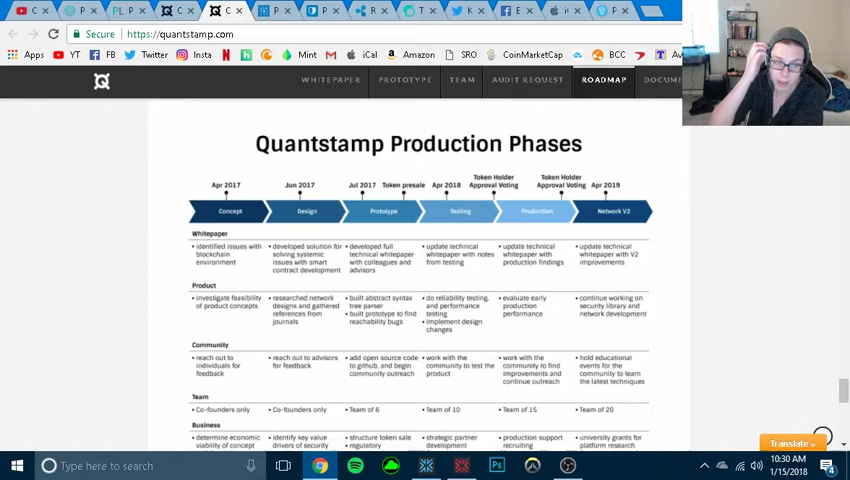 Secure https://quantstamp.com
YT FB Twitter Insta Mint iCal Amazon SRO CoinMarketCap BCC
WHITEPAPER PROTOTYPE TEAM AUDIT REQUEST ROADMAP DOCUME
Quantstamp Production Phases
Apr 2017 Jun 2017 Jul 2017 Token presale Apr 2018 Token Holder Approval Voting Token Holder Approval Voting Apr 2019
Concept Design Prototype Testing Production Network V2
Whitepaper
• identified issues with • developed solution for • developed full • update technical • update technical • update technical
blockchain solving systemic technical whitepaper whitepaper with notes whitepaper with whitepaper with V2
environment issues with smart with colleagues and from testing production findings improvements
contract development advisors
Product
• investigate feasibility • researched network • built abstract syntax • do reliability testing, • evaluate early • continue working on
of product concepts designs and gathered tree parser and performance production security library and
references from • built prototype to find testing performance network development
journals reachability bugs • implement design
changes
Community
• reach out to • reach out to advisors • add open source code • work with the • work with the • hold educational
individuals for for feedback to github, and begin community to test the community to find events for the
feedback community outreach product improvements and community to learn
continue outreach the latest techniques
Team
• Co-founders only • Co-founders only • Team of 6 • Team of 10 • Team of 15 • Team of 20
Business
• determine economic • identify key value • structure token sale • strategic partner • production support • university grants for
viability of concept drivers of security • regulatory development recruiting platform research
Translate »
Type here to search
10:30 AM
1/15/2018
4